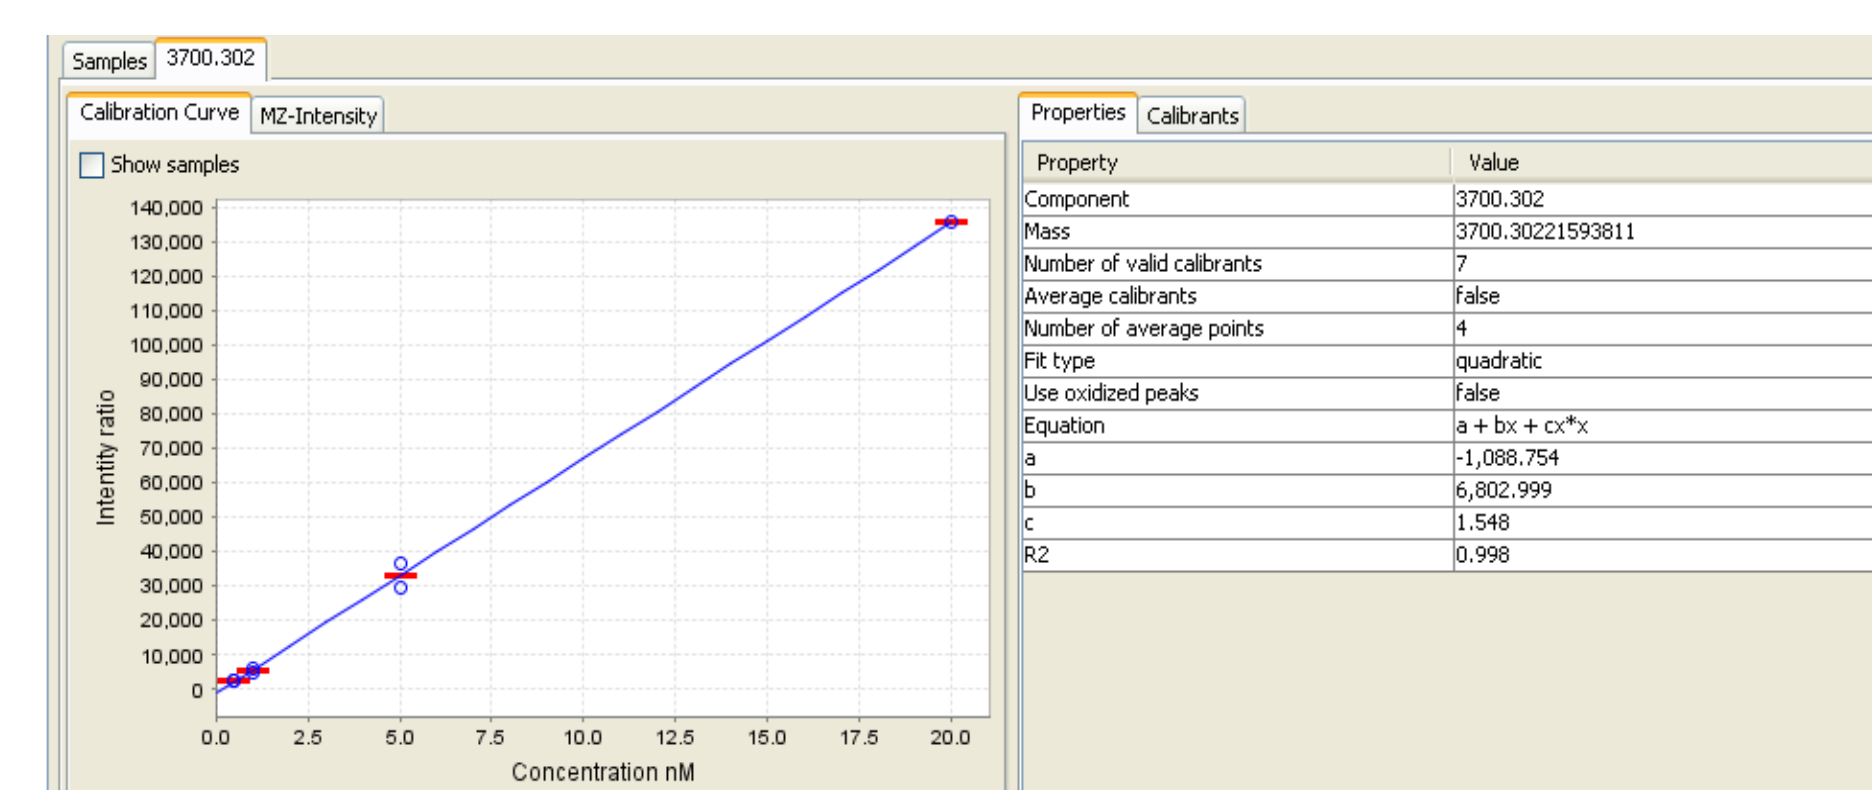 Samples 3700.302
Calibration Curve MZ-Intensity
Show samples
140,000
130,000
120,000
110,000
100,000
90,000
80,000
70,000
60,000
50,000
40,000
30,000
20,000
10,000
0
Intentity ratio
0.0 2.5 5.0 7.5 10.0 12.5 15.0 17.5 20.0
Concentration nM
Properties Calibrants
Property Value
Component 3700.302
Mass 3700.30221593811
Number of valid calibrants 7
Average calibrants false
Number of average points 4
Fit type quadratic
Use oxidized peaks false
Equation a + bx + cx*x
a -1,088.754
b 6,802.999
c 1.548
R2 0.998